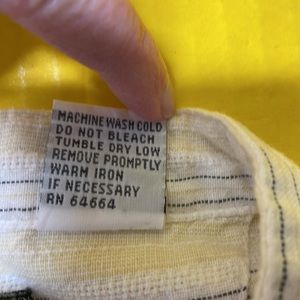 MACHINE WASH COLD
DO NOT BLEACH
TUMBLE DRY LOW
REMOVE PROMPTLY
WARM IRON
IF NECESSARY
RN 64664